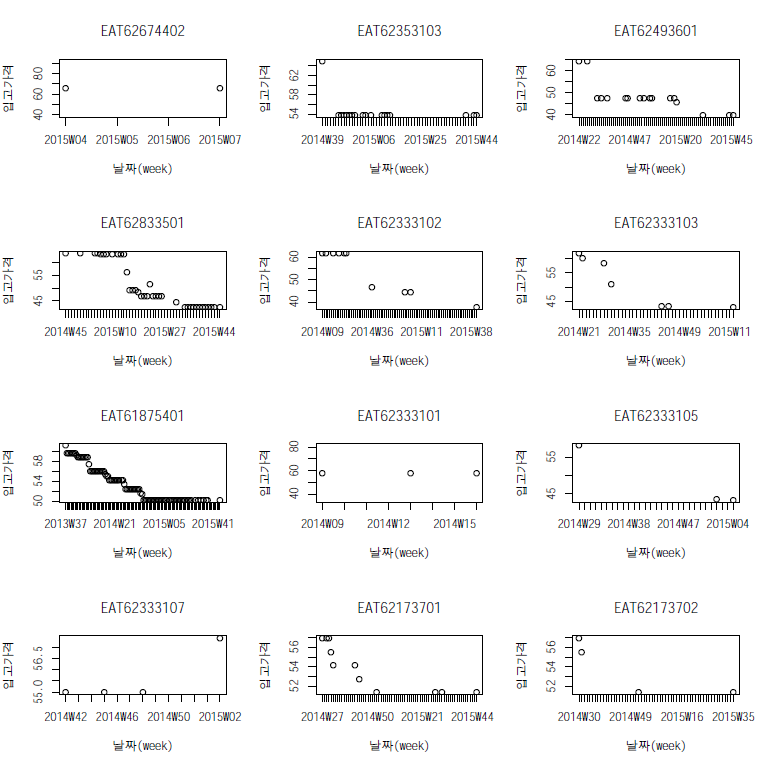 EAT62674402
입고가격
40 60 80
2015W04 2015W05 2015W06 2015W07
날짜(week)
EAT62353103
입고가격
54 58 62
2014W39 2015W06 2015W25 2015W44
날짜(week)
EAT62493601
입고가격
40 50 60
2014W22 2014W47 2015W20 2015W45
날짜(week)
EAT62833501
입고가격
45 55
2014W45 2015W10 2015W27 2015W44
날짜(week)
EAT62333102
입고가격
40 50 60
2014W09 2014W36 2015W11 2015W38
날짜(week)
EAT62333103
입고가격
45 55
2014W21 2014W35 2014W49 2015W11
날짜(week)
EAT61875401
입고가격
50 54 58
2013W37 2014W21 2015W05 2015W41
날짜(week)
EAT62333101
입고가격
40 60 80
2014W09 2014W12 2014W15
날짜(week)
EAT62333105
입고가격
45 55
2014W29 2014W38 2014W47 2015W04
날짜(week)
EAT62333107
입고가격
55.0 56.5
2014W42 2014W46 2014W50 2015W02
날짜(week)
EAT62173701
입고가격
52 54 56
2014W27 2014W50 2015W21 2015W44
날짜(week)
EAT62173702
입고가격
52 54 56
2014W30 2014W49 2015W16 2015W35
날짜(week)